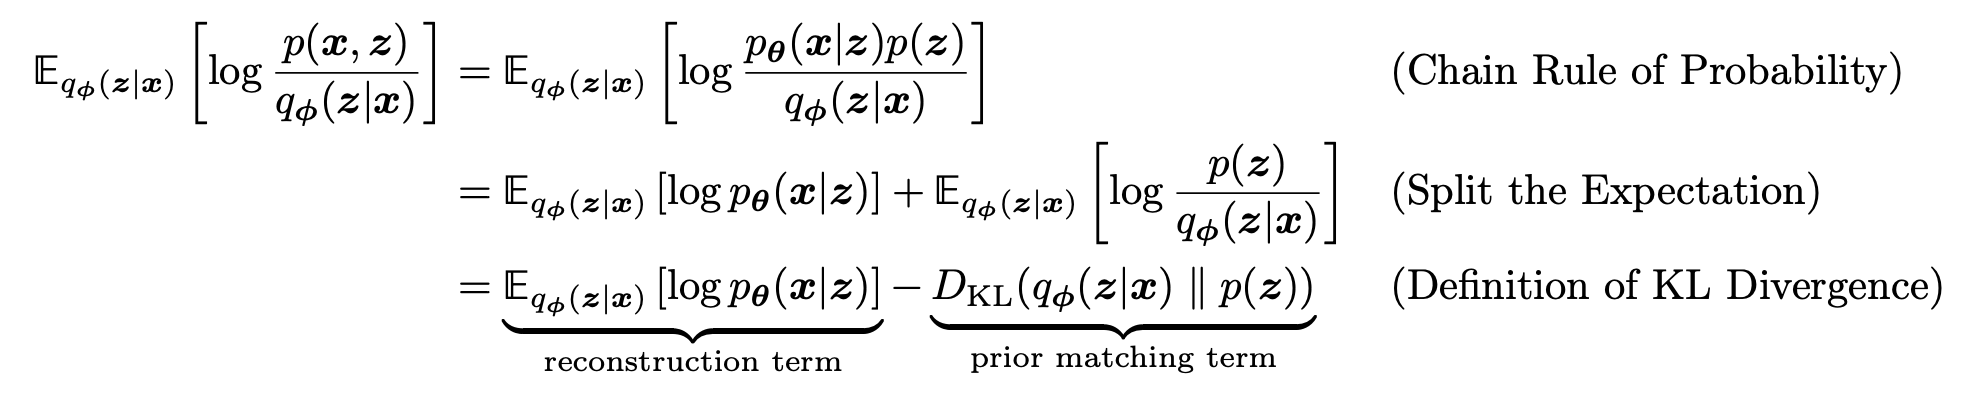 𝔼_{q_ϕ(𝒛|𝒙)} [log p(𝒙, 𝒛) / q_ϕ(𝒛|𝒙)] = 𝔼_{q_ϕ(𝒛|𝒙)} [log p_𝜽(𝒙|𝒛)p(𝒛) / q_ϕ(𝒛|𝒙)] (Chain Rule of Probability)
= 𝔼_{q_ϕ(𝒛|𝒙)} [log p_𝜽(𝒙|𝒛)] + 𝔼_{q_ϕ(𝒛|𝒙)} [log p(𝒛) / q_ϕ(𝒛|𝒙)] (Split the Expectation)
= 𝔼_{q_ϕ(𝒛|𝒙)} [log p_𝜽(𝒙|𝒛)] − D_{KL}(q_ϕ(𝒛|𝒙) ∥ p(𝒛)) (Definition of KL Divergence)
reconstruction term prior matching term